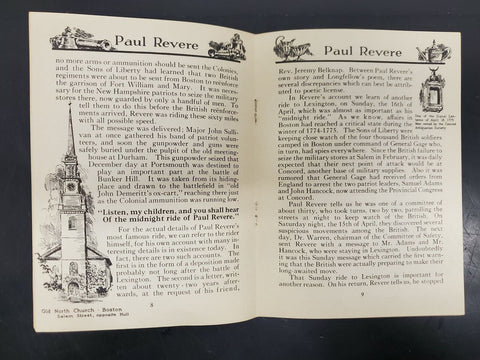 Paul Revere
no more arms or ammunition should be sent the Colonies,
and the Sons of Liberty had learned that two British
regiments were about to be sent from Boston to reenforce
the garrison of Fort William and Mary. It was neces-
sary for the New Hampshire patriots to seize the military
stores there, now guarded by only a handful of men. To
prevent them to do this before the British reinforce-
ments arrived, Revere was riding these sixty miles
with all possible speed.
The message was delivered; Major John Sulli-
van at once gathered his band of patriot volun-
teers, and soon the gunpowder and guns were
safely buried under the pulpit of the old meeting-
house at Durham. This gunpowder seized that
December day at Portsmouth was destined to
play an important part at the battle of
Bunker Hill. It was taken from its hiding-
place and drawn to the battlefield in "old
John Demeritt's ox-cart," reaching there just
as the Colonial ammunition was running low.
"Listen, my children, and you shall hear
Of the midnight ride of Paul Revere."
For the actual details of Paul Revere's
most famous ride, we can refer to the rider
himself, for his own account with many in-
teresting details is in existence today. In
fact, there are two such accounts. The
first is in the form of a deposition made
probably not long after the battle of
Lexington. The second is a letter, writ-
ten about twenty-two years after-
wards, at the request of his friend,
Old North Church - Boston
Salem Street, opposite Hull
8
Paul Revere
Rev. Jeremy Belknap. Between Paul Revere's
own story and Longfellow's poem, there are
several discrepancies which can best be attrib-
uted to poetic license.
In Revere's account we learn of another
ride to Lexington, on Sunday, the 16th of
April, which was almost as important as his
"midnight ride." As we know, affairs in
Boston had reached a critical state during the
winter of 1774-1775. The Sons of Liberty were
keeping close watch of the four thousand British soldiers
camped in Boston under command of General Gage who,
in turn, had spies everywhere. Since the British failure to
seize the military stores at Salem in February, it was daily
expected that their next point of attack would be at
Concord, another base of military supplies. Also it was
rumored that General Gage had received orders from
England to arrest the two patriot leaders, Samuel Adams
and John Hancock, now attending the Provincial Congress
at Concord.
Paul Revere tells us he was one of a committee of
about thirty, who took turns, two by two, patrolling the
streets at night to keep watch of the British. On
Saturday night, the 15th of April, they discovered several
suspicious movements among the British. The next
day, Dr. Warren, chairman of the Committee of Safety,
sent Revere with a message to Mr. Adams and Mr.
Hancock, who were staying in Lexington. Undoubtedly
it was this Sunday message which carried the first warn-
ing that the British were actually preparing to make their
long-awaited move.
That Sunday ride to Lexington is important for
another reason. On his return, Revere tells us, he stopped
9